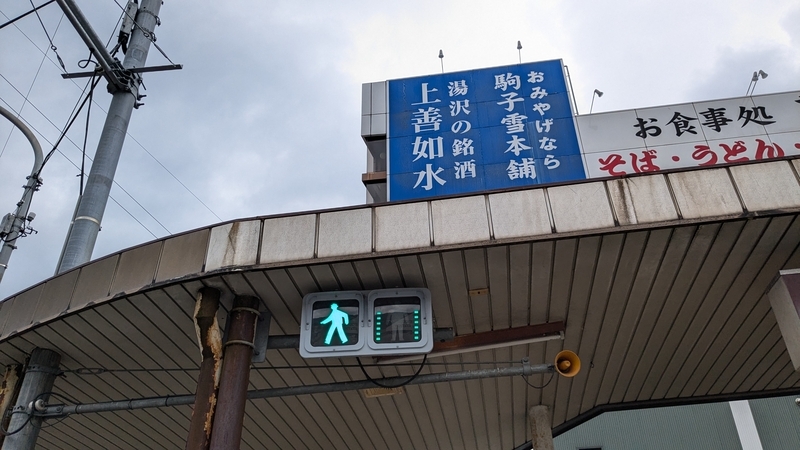 おみやげなら
駒子雪本舗
湯沢の銘酒
上善如水
お食事処
そば・うどん